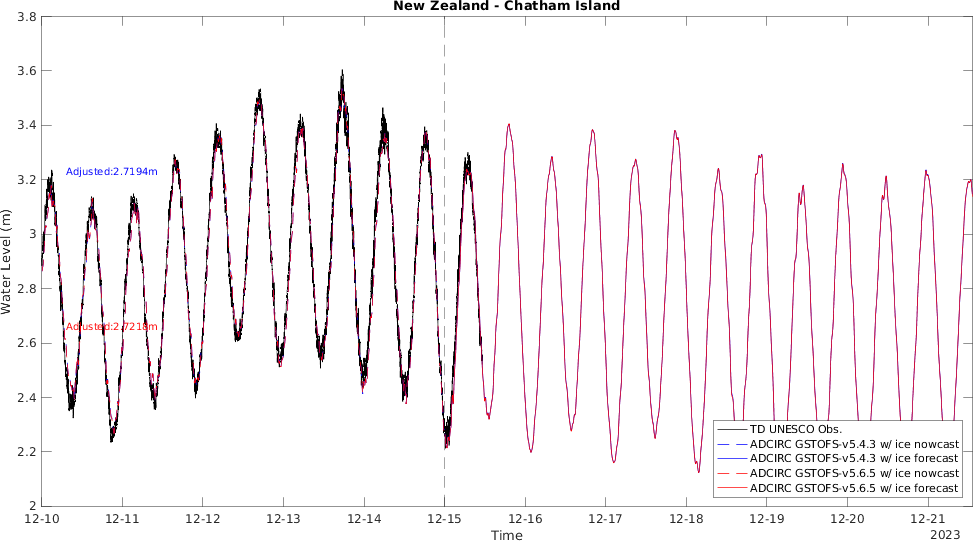 New Zealand - Chatham Island
3.8
3.6
3.4
3.2
3
2.8
2.6
2.4
2.2
2
Water Level (m)
Adjusted:2.7194m
Adjusted:2.7218m
TD UNESCO Obs.
ADCIRC GSTOFS-v5.4.3 w/ ice nowcast
ADCIRC GSTOFS-v5.4.3 w/ ice forecast
ADCIRC GSTOFS-v5.6.5 w/ ice nowcast
ADCIRC GSTOFS-v5.6.5 w/ ice forecast
12-10 12-11 12-12 12-13 12-14 12-15 12-16 12-17 12-18 12-19 12-20 12-21
Time
2023